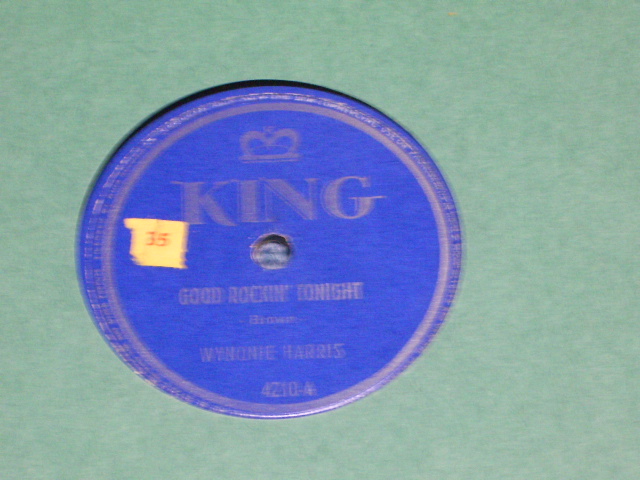 KING
35
GOOD ROCKIN' TONIGHT
Brown
WYNONIE HARRIS
4210-A